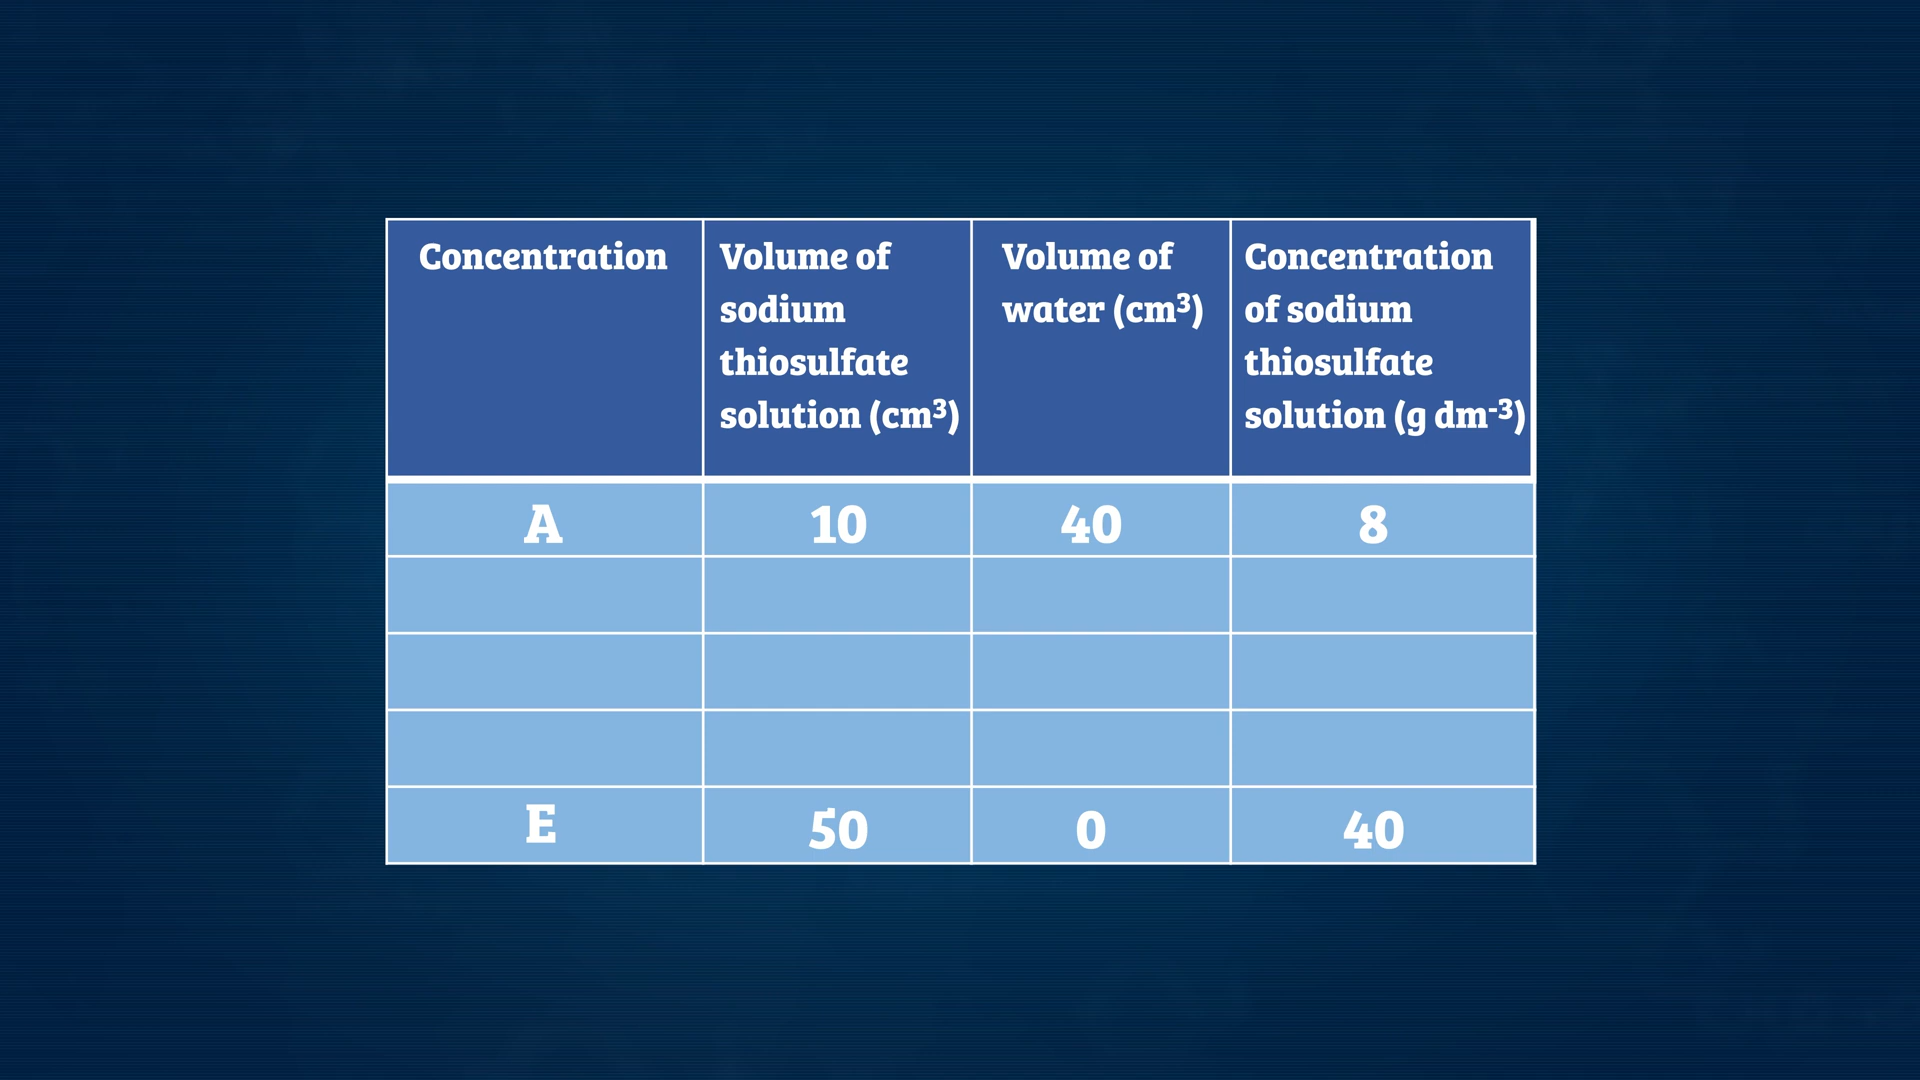 Concentration
Volume of
sodium
thiosulfate
solution (cm³)
Volume of
water (cm³)
Concentration
of sodium
thiosulfate
solution (g dm⁻³)
A 10 40 8
E 50 0 40